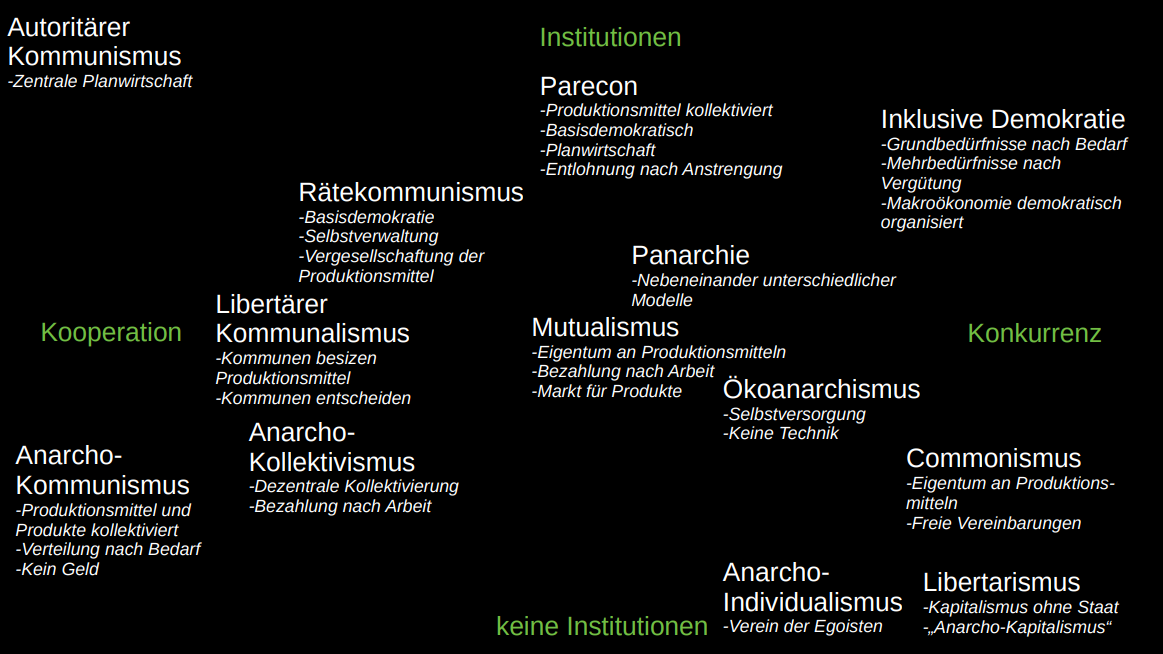 Autoritärer
Kommunismus
-Zentrale Planwirtschaft
Institutionen
Parecon
-Produktionsmittel kollektiviert
-Basisdemokratisch
-Planwirtschaft
-Entlohnung nach Anstrengung
Inklusive Demokratie
-Grundbedürfnisse nach Bedarf
-Mehrbedürfnisse nach
Vergütung
-Makroökonomie demokratisch
organisiert
Rätekommunismus
-Basisdemokratie
-Selbstverwaltung
-Vergesellschaftung der
Produktionsmittel
Panarchie
-Nebeneinander unterschiedlicher
Modelle
Kooperation
Libertärer
Kommunalismus
-Kommunen besizen
Produktionsmittel
-Kommunen entscheiden
Mutualismus
-Eigentum an Produktionsmitteln
-Bezahlung nach Arbeit
-Markt für Produkte
Konkurrenz
Ökoanarchismus
-Selbstversorgung
-Keine Technik
Anarcho-
Kommunismus
-Produktionsmittel und
Produkte kollektiviert
-Verteilung nach Bedarf
-Kein Geld
Anarcho-
Kollektivismus
-Dezentrale Kollektivierung
-Bezahlung nach Arbeit
Commonismus
-Eigentum an Produktions-
mitteln
-Freie Vereinbarungen
keine Institutionen
Anarcho-
Individualismus
-Verein der Egoisten
Libertarismus
-Kapitalismus ohne Staat
-„Anarcho-Kapitalismus“